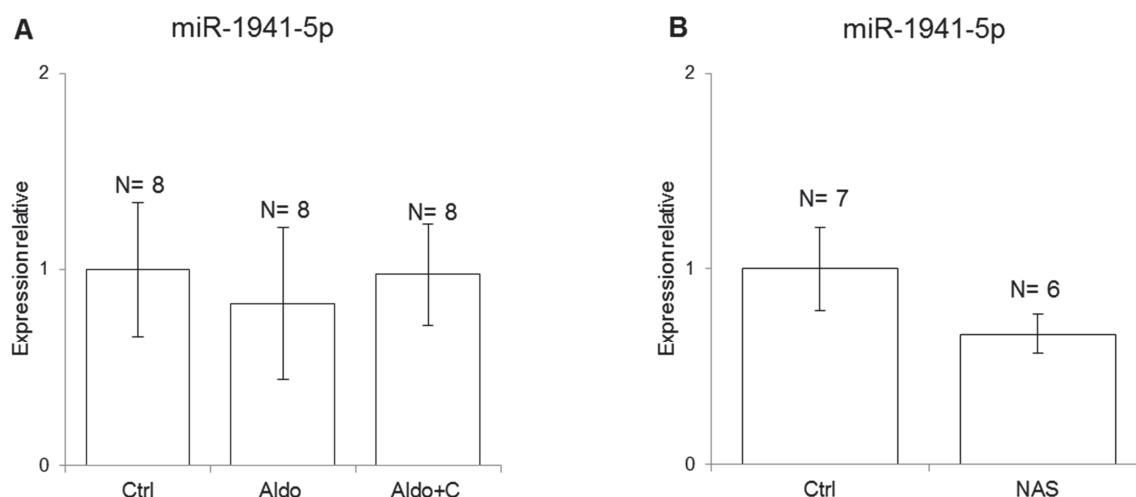 A
miR-1941-5p
2
1
0
Expression relative
N= 8
N= 8
N= 8
Ctrl
Aldo
Aldo+C
B
miR-1941-5p
2
1
0
Expression relative
N= 7
N= 6
Ctrl
NAS